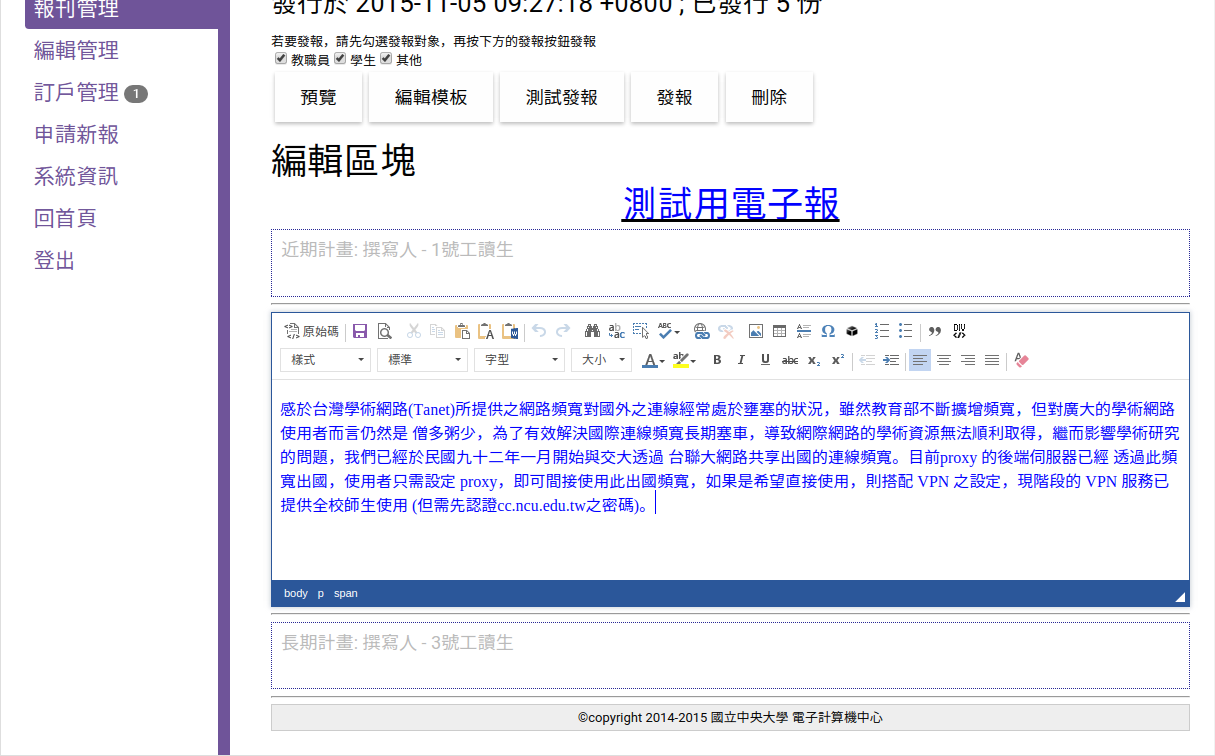 報刊管理
編輯管理
訂戶管理 1
申請新報
系統資訊
回首頁
登出
發行於 2015-11-05 09:27:18 +0800 ; 已發行 5 份
若要發報，請先勾選發報對象，再按下方的發報按鈕發報
教職員 學生 其他
預覽 編輯模板 測試發報 發報 刪除
編輯區塊
測試用電子報
近期計畫: 撰寫人 - 1號工讀生
原始碼
樣式 標準 字型 大小
感於台灣學術網路(Tanet)所提供之網路頻寬對國外之連線經常處於壅塞的狀況，雖然教育部不斷擴增頻寬，但對廣大的學術網路
使用者而言仍然是 僧多粥少，為了有效解決國際連線頻寬長期塞車，導致網際網路的學術資源無法順利取得，繼而影響學術研究
的問題，我們已經於民國九十二年一月開始與交大透過 台聯大網路共享出國的連線頻寬。目前proxy 的後端伺服器已經 透過此頻
寬出國，使用者只需設定 proxy，即可間接使用此出國頻寬，如果是希望直接使用，則搭配 VPN 之設定，現階段的 VPN 服務已
提供全校師生使用 (但需先認證cc.ncu.edu.tw之密碼)。
body p span
長期計畫: 撰寫人 - 3號工讀生
©copyright 2014-2015 國立中央大學 電子計算機中心